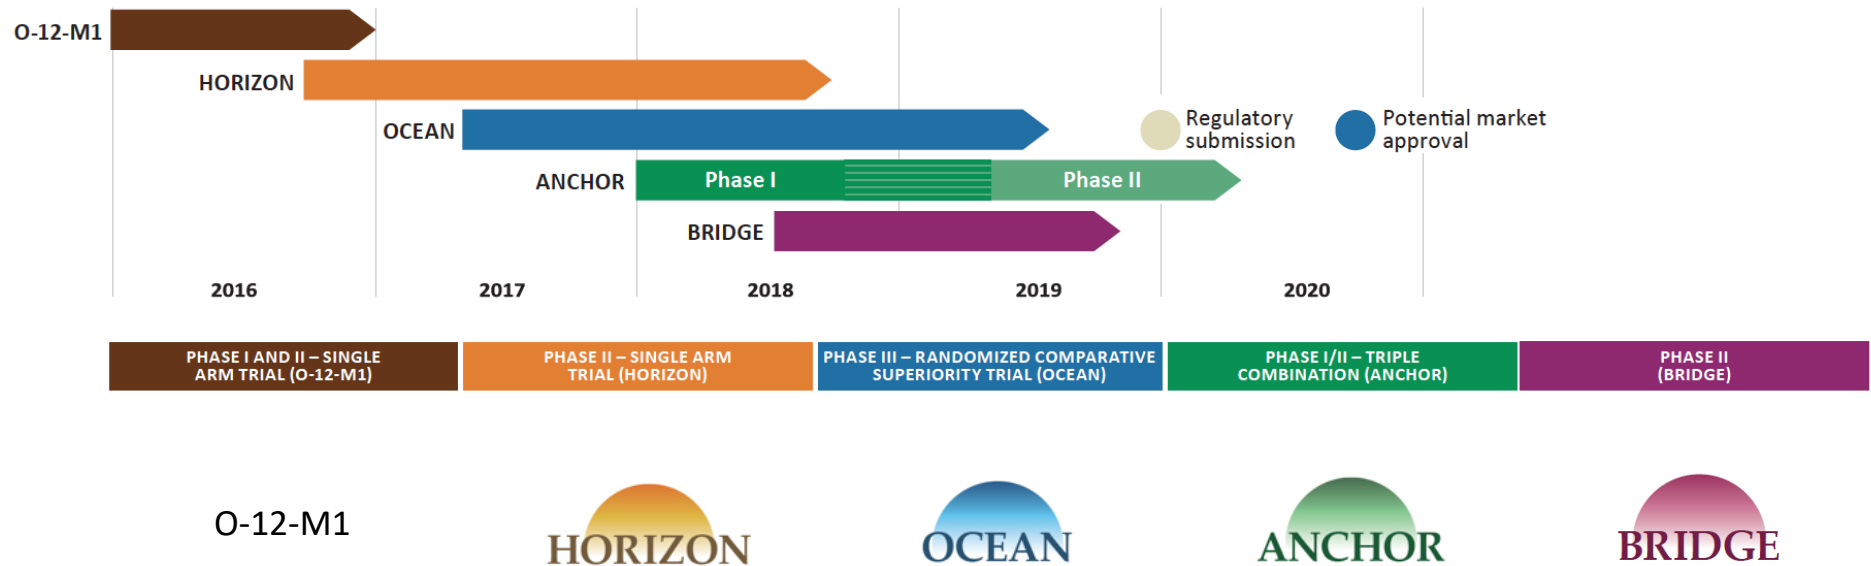 O-12-M1
HORIZON
OCEAN
Regulatory
submission
Potential market
approval
ANCHOR
Phase I
Phase II
BRIDGE
2016
2017
2018
2019
2020
PHASE I AND II – SINGLE
ARM TRIAL (O-12-M1)
PHASE II – SINGLE ARM
TRIAL (HORIZON)
PHASE III – RANDOMIZED COMPARATIVE
SUPERIORITY TRIAL (OCEAN)
PHASE I/II – TRIPLE
COMBINATION (ANCHOR)
PHASE II
(BRIDGE)
O-12-M1
HORIZON
OCEAN
ANCHOR
BRIDGE